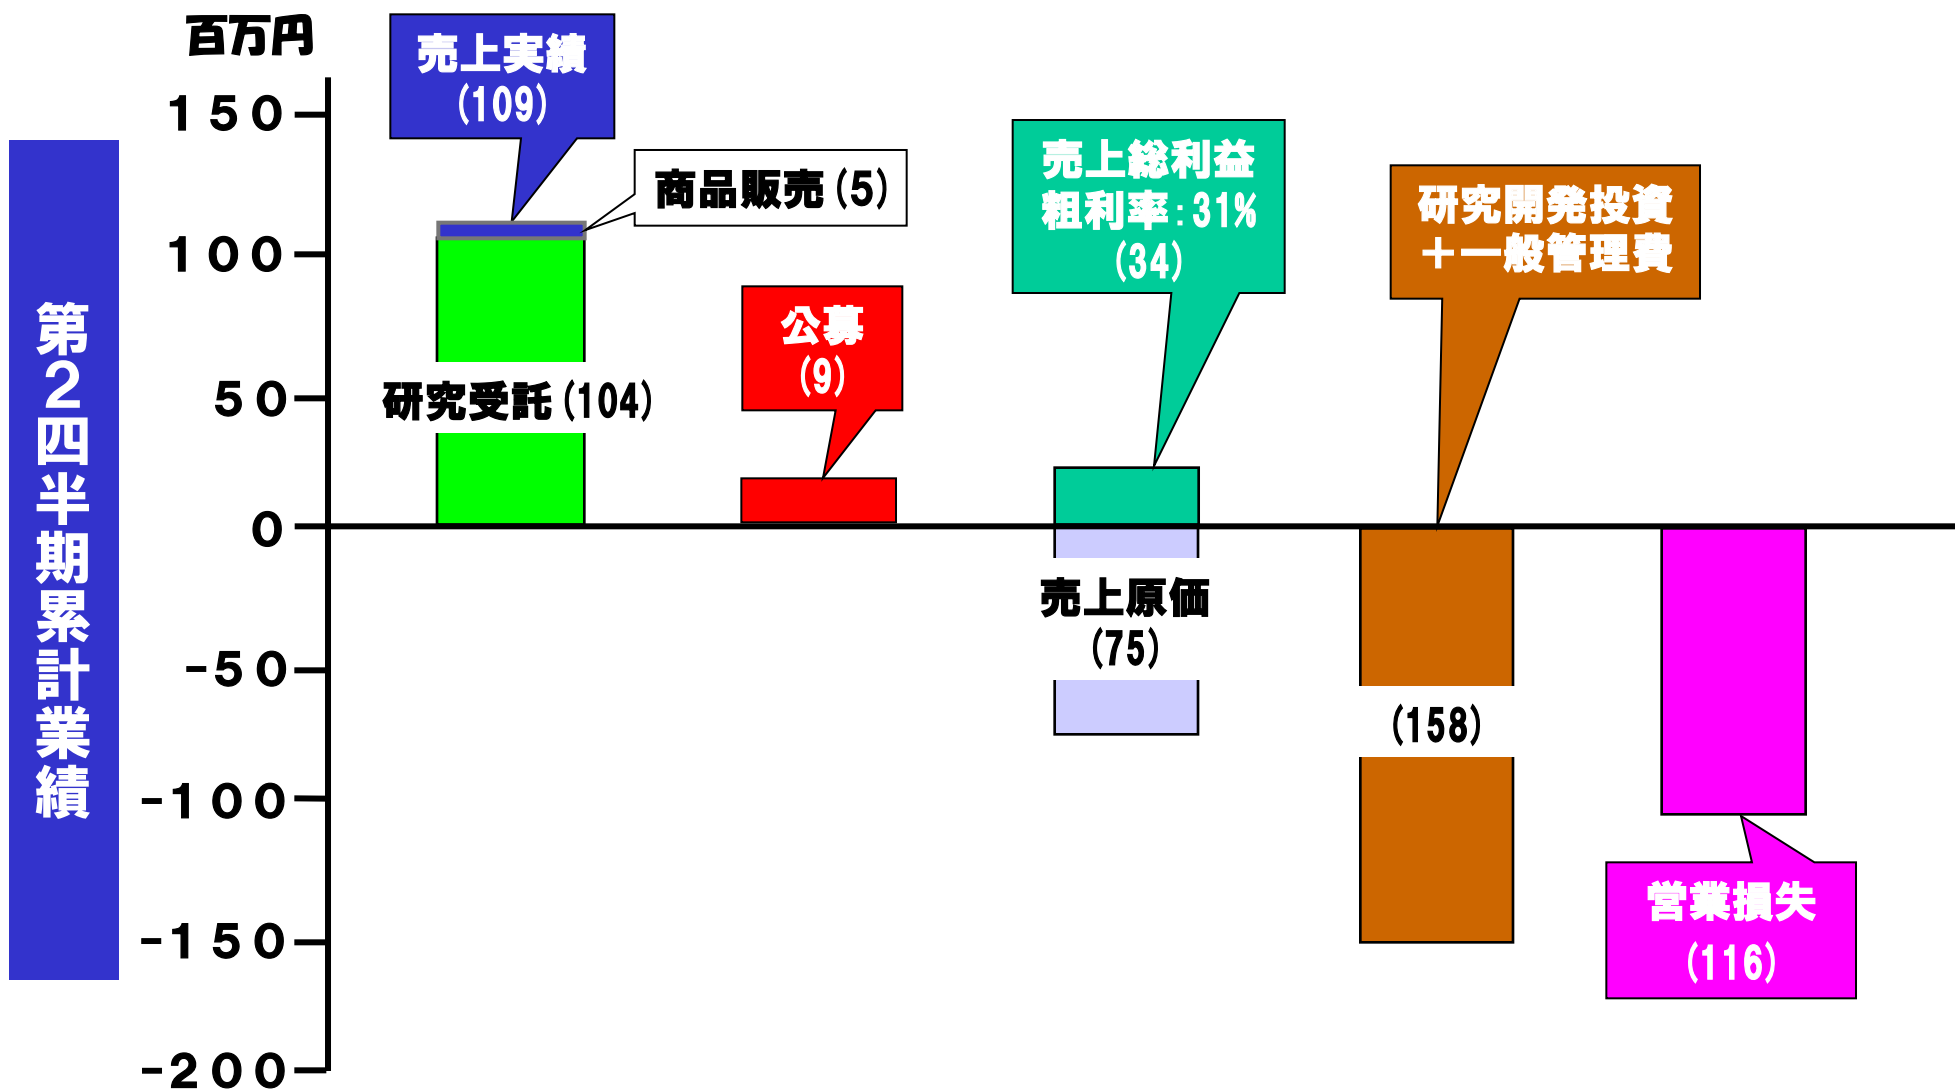 百万円
150
100
50
0
-50
-100
-150
-200
第2四半期累計業績
売上実績
(109)
商品販売(5)
研究受託(104)
公募
(9)
売上総利益
粗利率:31%
(34)
売上原価
(75)
研究開発投資
+一般管理費
(158)
営業損失
(116)